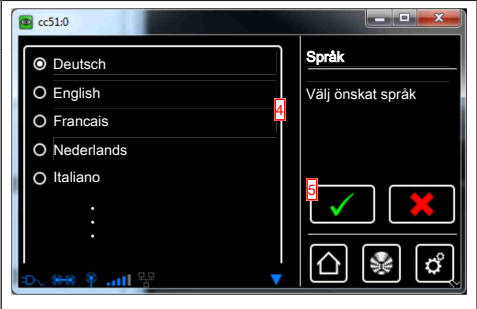 cc51:0
Deutsch
English
Francais
Nederlands
Italiano
4
Språk
Välj önskat språk
5